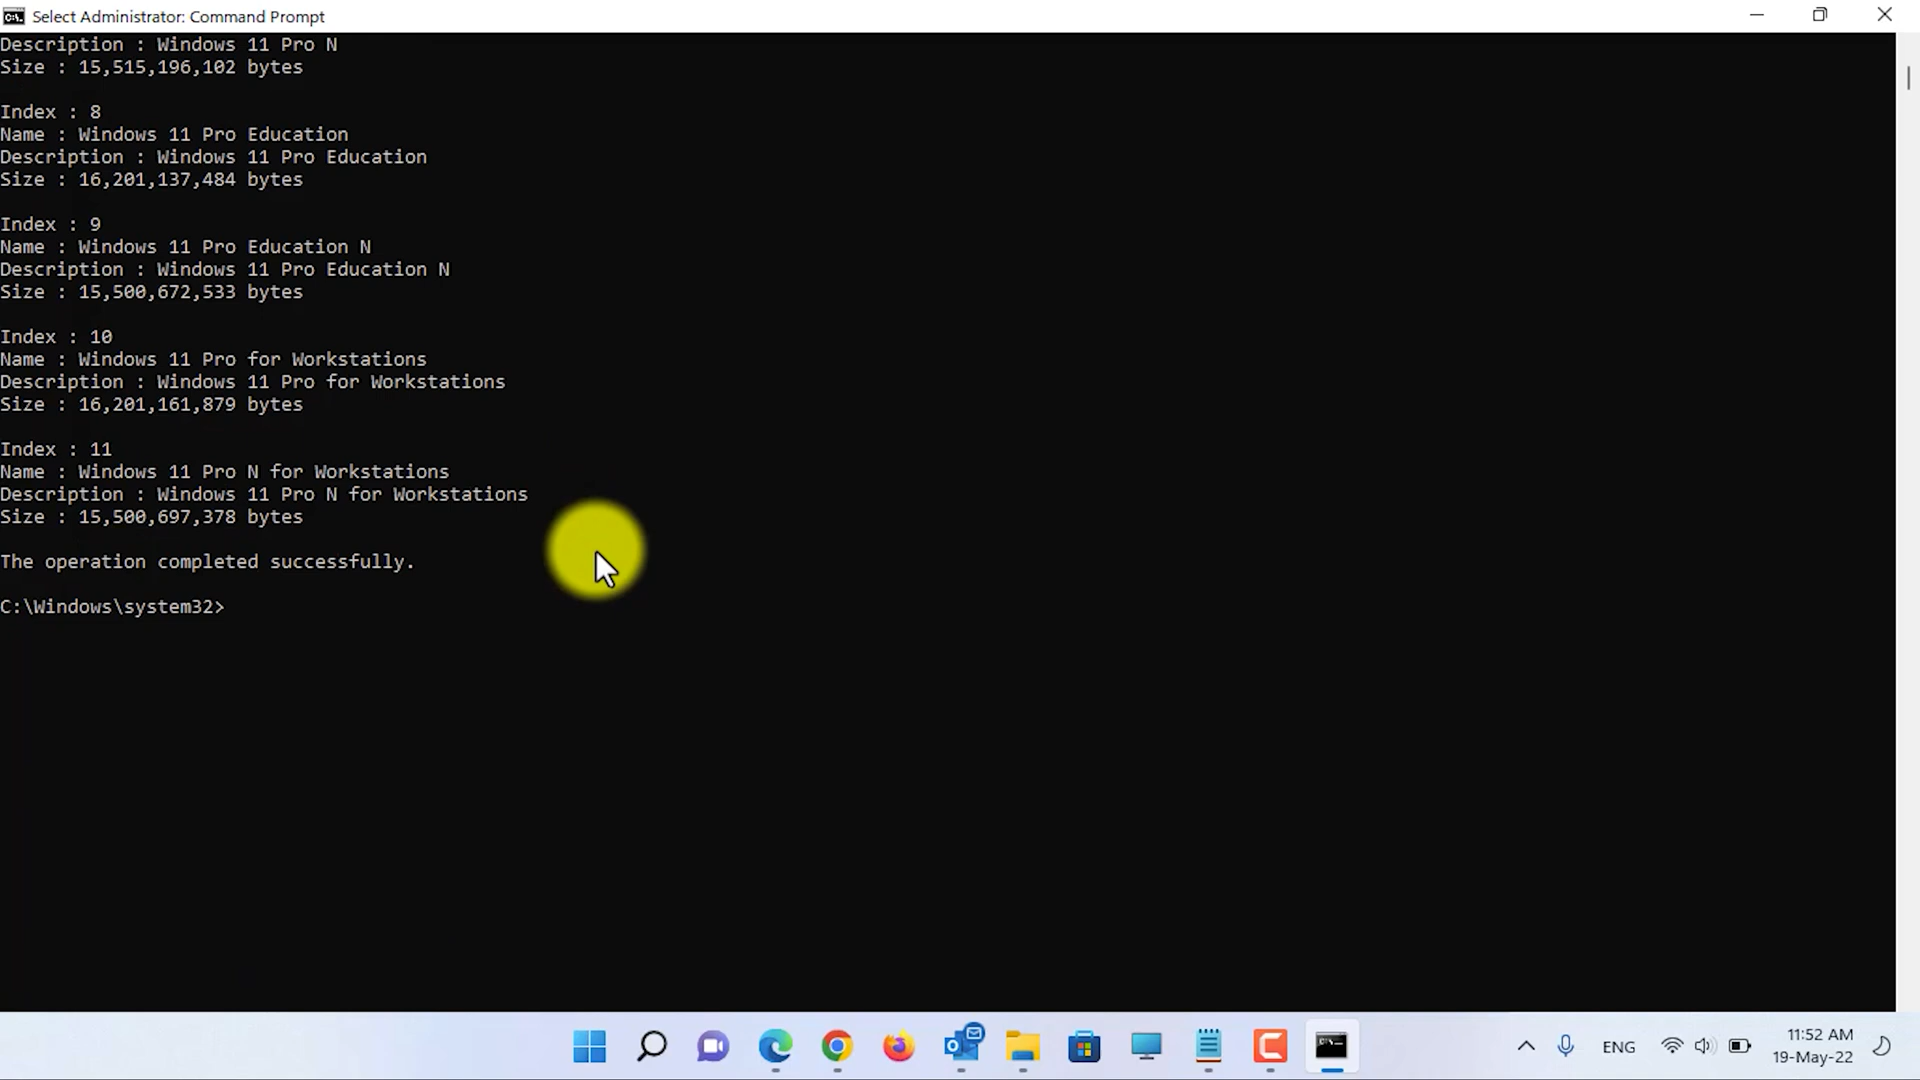 Select Administrator: Command Prompt
Description : Windows 11 Pro N
Size : 15,515,196,102 bytes
Index : 8
Name : Windows 11 Pro Education
Description : Windows 11 Pro Education
Size : 16,201,137,484 bytes
Index : 9
Name : Windows 11 Pro Education N
Description : Windows 11 Pro Education N
Size : 15,500,672,533 bytes
Index : 10
Name : Windows 11 Pro for Workstations
Description : Windows 11 Pro for Workstations
Size : 16,201,161,879 bytes
Index : 11
Name : Windows 11 Pro N for Workstations
Description : Windows 11 Pro N for Workstations
Size : 15,500,697,378 bytes
The operation completed successfully.
C:\Windows\system32>
ENG
11:52 AM
19-May-22